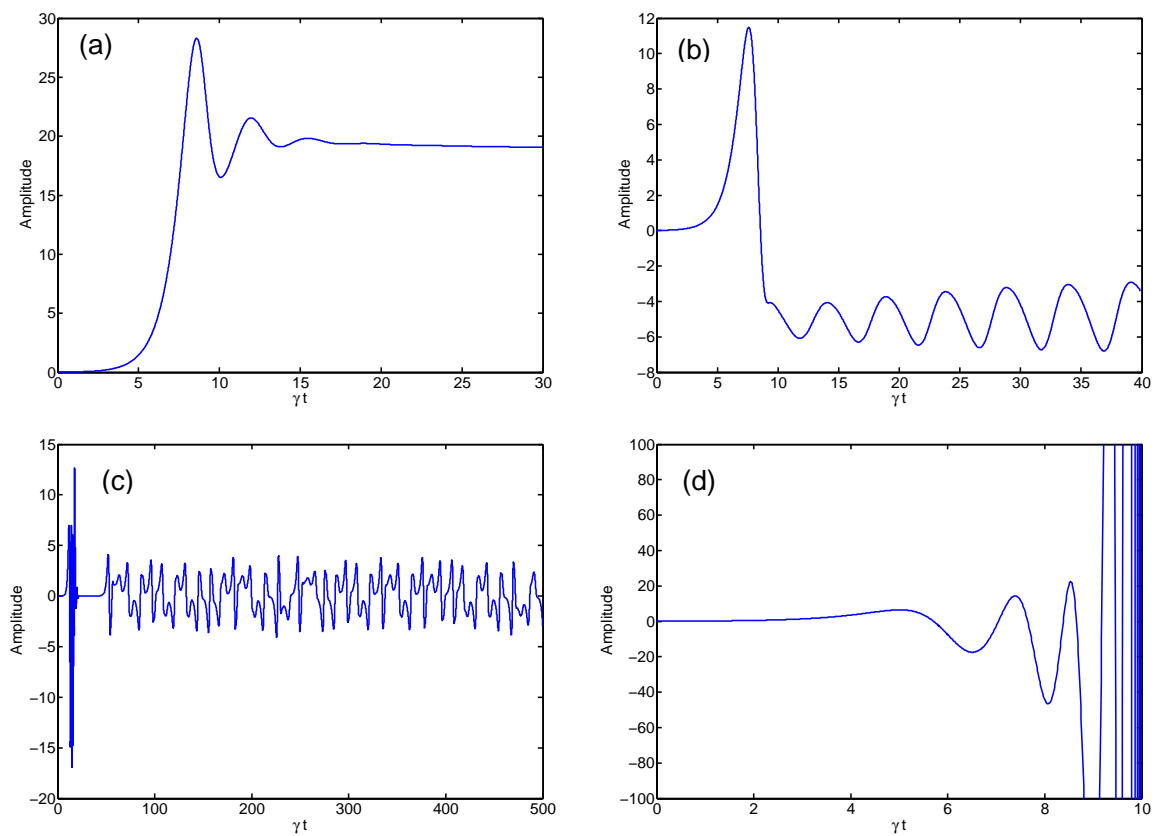 (a)
30
25
20
15
10
5
0
Amplitude
0 5 10 15 20 25 30
γ t
(b)
12
10
8
6
4
2
0
−2
−4
−6
−8
Amplitude
0 5 10 15 20 25 30 35 40
γ t
(c)
15
10
5
0
−5
−10
−15
−20
Amplitude
0 100 200 300 400 500
γ t
(d)
100
80
60
40
20
0
−20
−40
−60
−80
−100
Amplitude
0 2 4 6 8 10
γ t